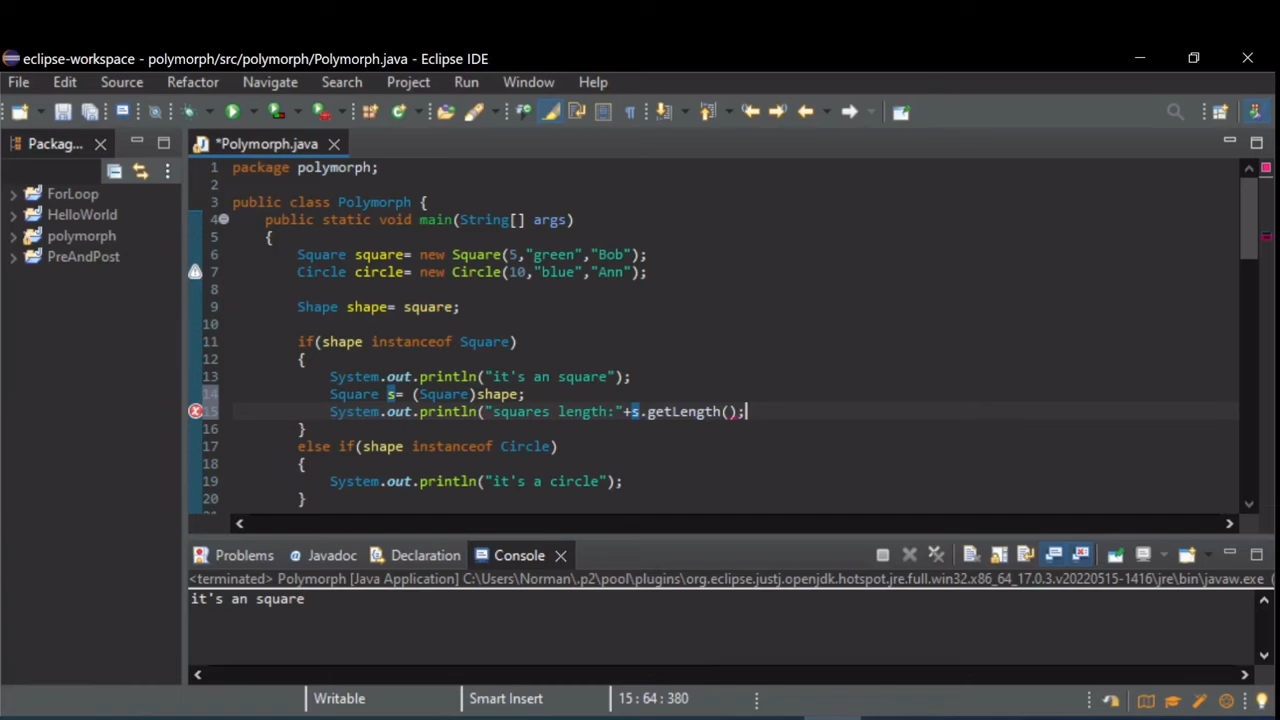 eclipse-workspace - polymorph/src/polymorph/Polymorph.java - Eclipse IDE
File Edit Source Refactor Navigate Search Project Run Window Help
Packag...
*Polymorph.java
ForLoop
HelloWorld
polymorph
PreAndPost
1 package polymorph;
2
3 public class Polymorph {
4 public static void main(String[] args)
5 {
6 Square square= new Square(5,"green","Bob");
7 Circle circle= new Circle(10,"blue","Ann");
8
9 Shape shape= square;
10
11 if(shape instanceof Square)
12 {
13 System.out.println("it's an square");
14 Square s= (Square)shape;
15 System.out.println("squares length:"+s.getLength();
16 }
17 else if(shape instanceof Circle)
18 {
19 System.out.println("it's a circle");
20 }
Problems @ Javadoc Declaration Console
<terminated> Polymorph [Java Application] C:\Users\Norman\.p2\pool\plugins\org.eclipse.justj.openjdk.hotspot.jre.full.win32.x86_64_17.0.3.v20220515-1416\jre\bin\javaw.exe (
it's an square
Writable Smart Insert 15 : 64 : 380